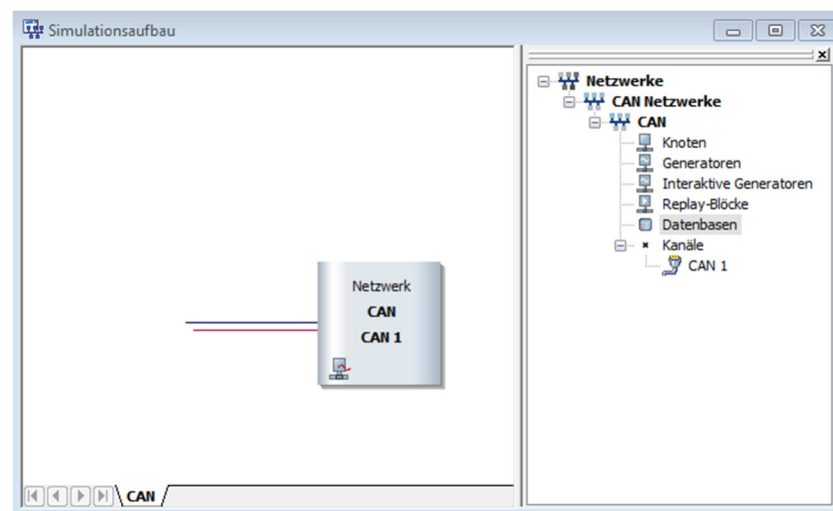 Simulationsaufbau
Netzwerk
CAN
CAN 1
CAN
Netzwerke
CAN Netzwerke
CAN
Knoten
Generatoren
Interaktive Generatoren
Replay-Blöcke
Datenbasen
Kanäle
CAN 1